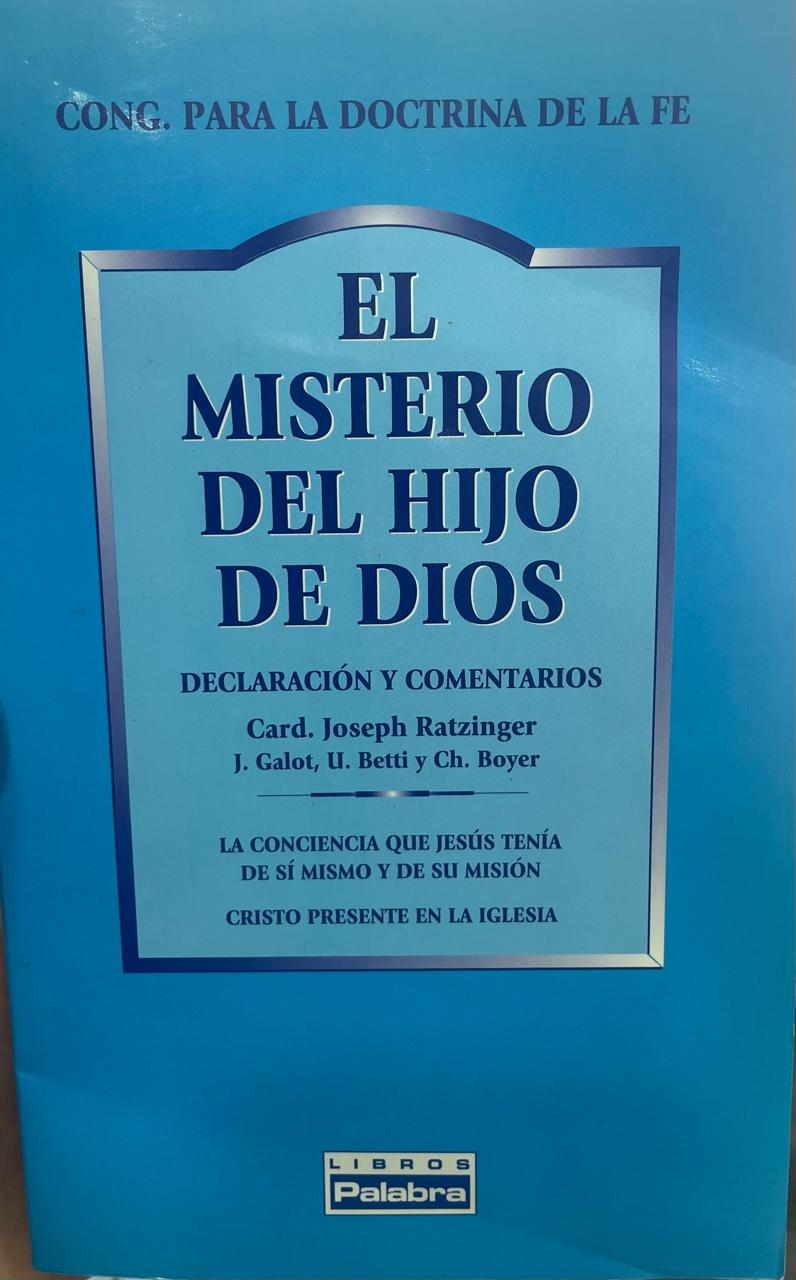 CONG. PARA LA DOCTRINA DE LA FE
EL
MISTERIO
DEL HIJO
DE DIOS
DECLARACIÓN Y COMENTARIOS
Card. Joseph Ratzinger
J. Galot, U. Betti y Ch. Boyer
LA CONCIENCIA QUE JESÚS TENÍA
DE SÍ MISMO Y DE SU MISIÓN
CRISTO PRESENTE EN LA IGLESIA
LIBROS
Palabra